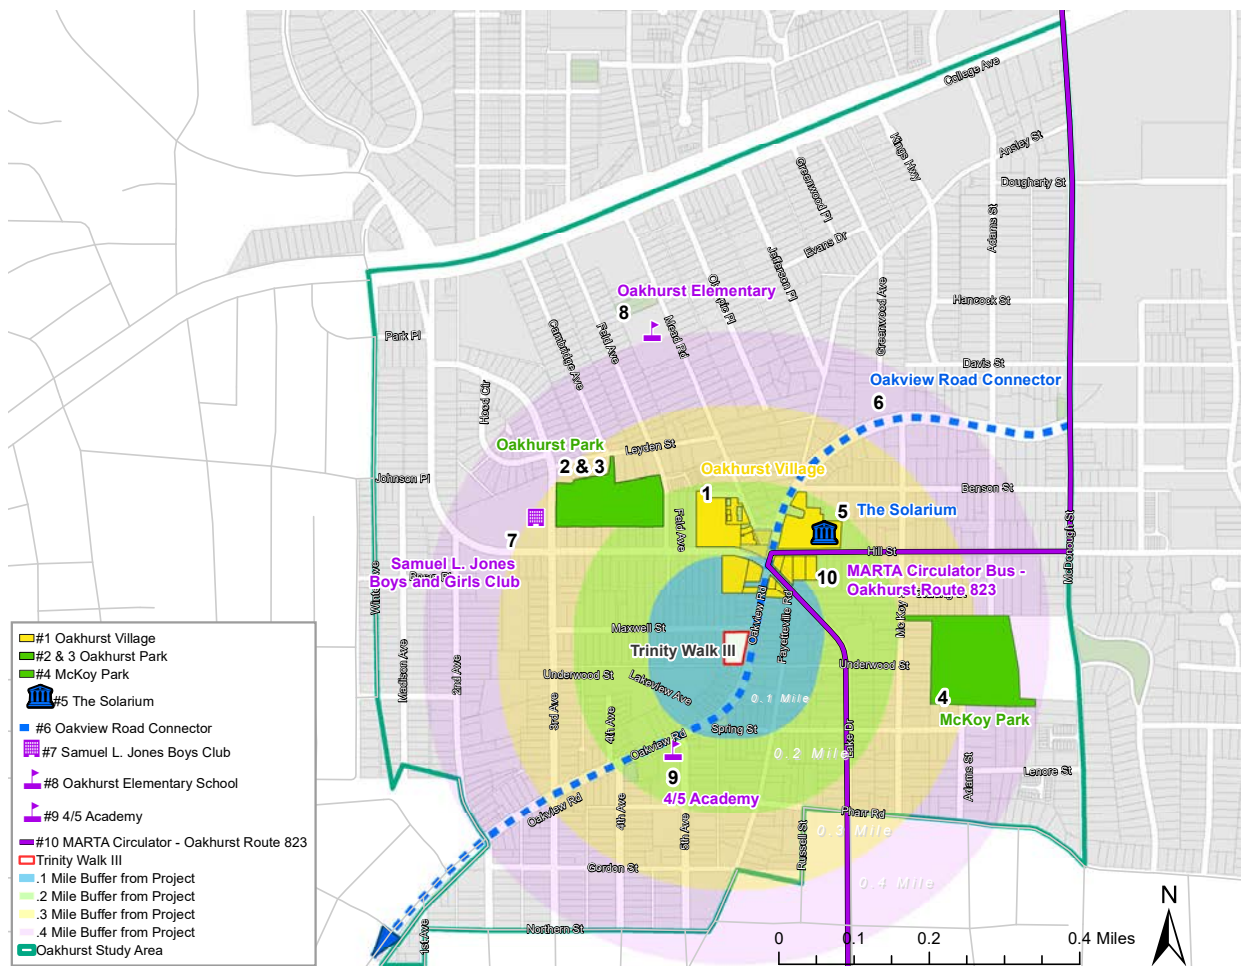 College Ave
Kings Hwy
Ansley St
Dougherty St
Greenwood Pl
Adams St
Evans Dr
Jefferson Pl
Oakhurst Elementary
8
Hancock St
Greenwood Ave
Mead Rd
Feld Ave
Cambridge Ave
Park Pl
Davis St
Oakview Road Connector
6
Hood Cir
Oakhurst Park
Leyden St
2 & 3
Oakhurst Village
Johnson Pl
1
Benson St
5
The Solarium
Feld Ave
7
McDonough St
Hill St
Samuel L. Jones
Boys and Girls Club
10
MARTA Circulator Bus -
Oakhurst Route 823
Oakview Rd
Fayetteville Rd
Maxwell St
Trinity Walk III
Underwood St
Underwood St
Madison Ave
2nd Ave
Lakeview Ave
0.1 Mile
4
McKoy Park
3rd Ave
4th Ave
Spring St
Oakview Rd
Lake Dr
0.2 Mile
9
4/5 Academy
Adams St
Lenore St
Oakview Rd
4th Ave
5th Ave
Pharr Rd
0.3 Mile
Russell St
Gordon St
0.4 Mile
Northern St
1st Ave
#1 Oakhurst Village
#2 & 3 Oakhurst Park
#4 McKoy Park
#5 The Solarium
#6 Oakview Road Connector
#7 Samuel L. Jones Boys Club
#8 Oakhurst Elementary School
#9 4/5 Academy
#10 MARTA Circulator - Oakhurst Route 823
Trinity Walk III
.1 Mile Buffer from Project
.2 Mile Buffer from Project
.3 Mile Buffer from Project
.4 Mile Buffer from Project
Oakhurst Study Area
N
0 0.1 0.2 0.4 Miles